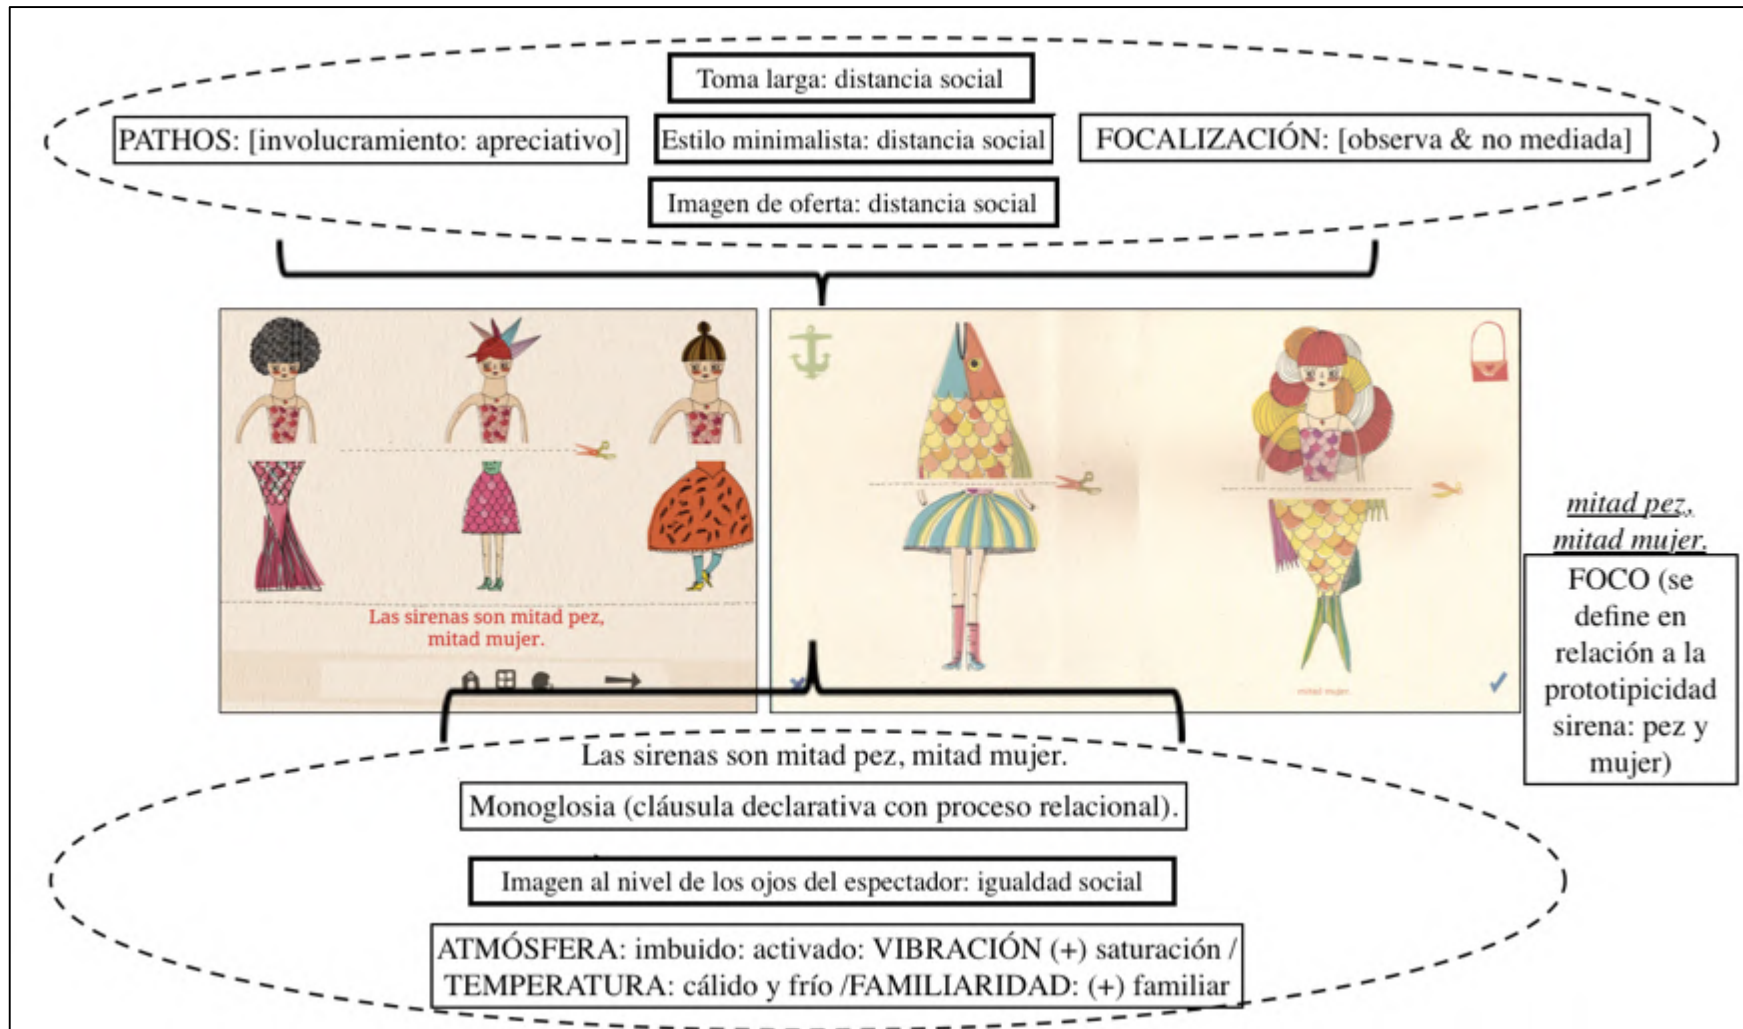 Toma larga: distancia social
PATHOS: [involucramiento: apreciativo]
Estilo minimalista: distancia social
FOCALIZACIÓN: [observa & no mediada]
Imagen de oferta: distancia social
Las sirenas son mitad pez,
mitad mujer.
mitad mujer.
mitad pez,
mitad mujer.
FOCO (se
define en
relación a la
prototipicidad
sirena: pez y
mujer)
Las sirenas son mitad pez, mitad mujer.
Monoglosia (cláusula declarativa con proceso relacional).
Imagen al nivel de los ojos del espectador: igualdad social
ATMÓSFERA: imbuido: activado: VIBRACIÓN (+) saturación /
TEMPERATURA: cálido y frío /FAMILIARIDAD: (+) familiar